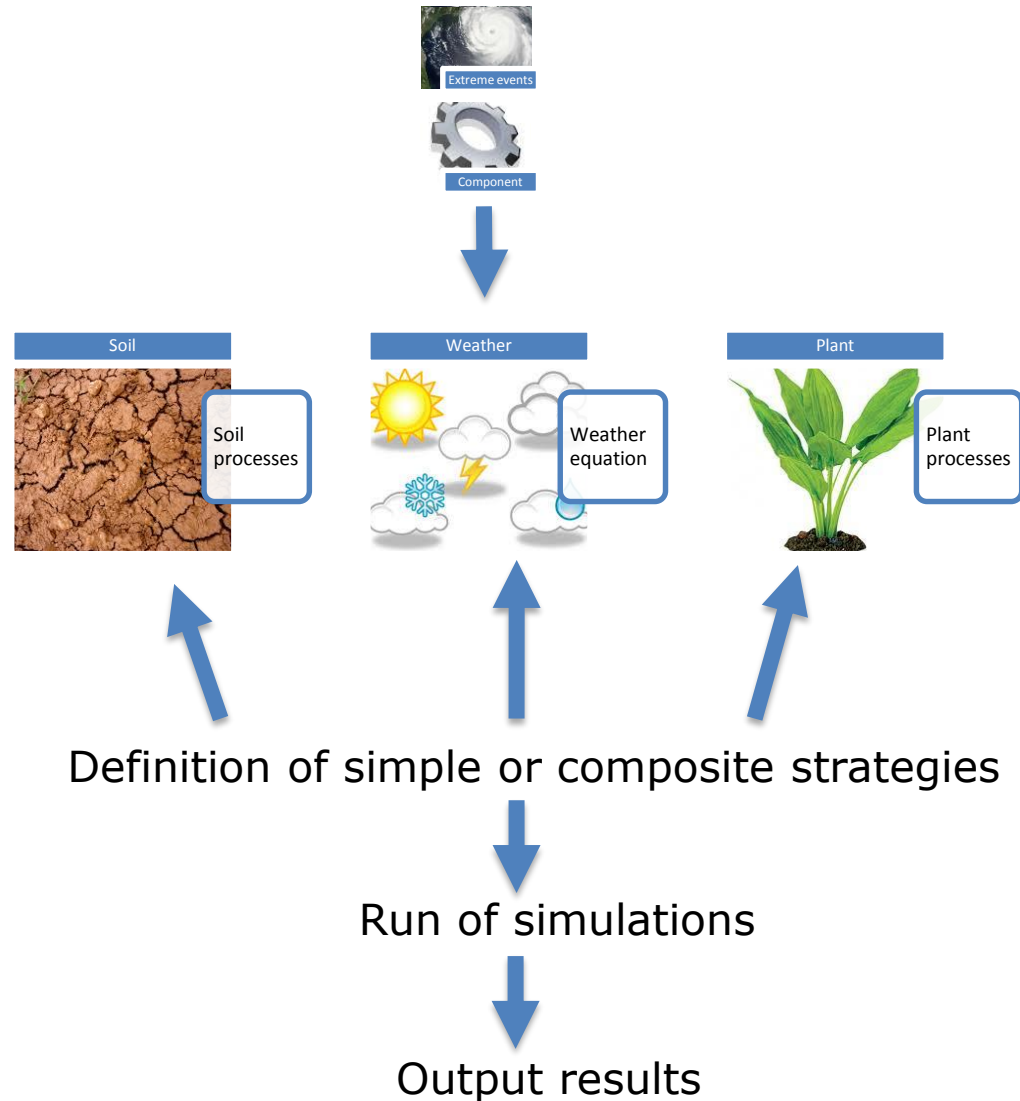 Extreme events
Component
Soil
Weather
Plant
Soil
processes
Weather
equation
Plant
processes
Definition of simple or composite strategies
Run of simulations
Output results